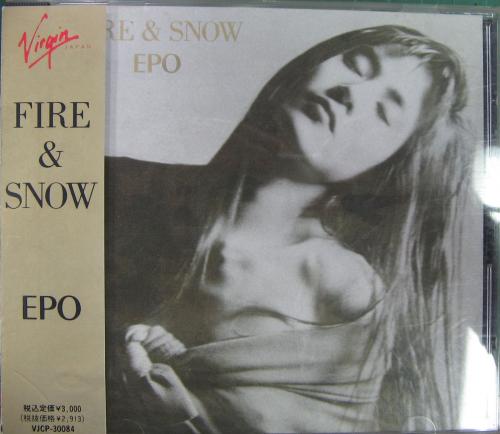 Virgin
JAPAN
FIRE
&
SNOW
EPO
税込定価¥3,000
(税抜価格¥2,913)
VJCP-30084
RE & SNOW
EPO